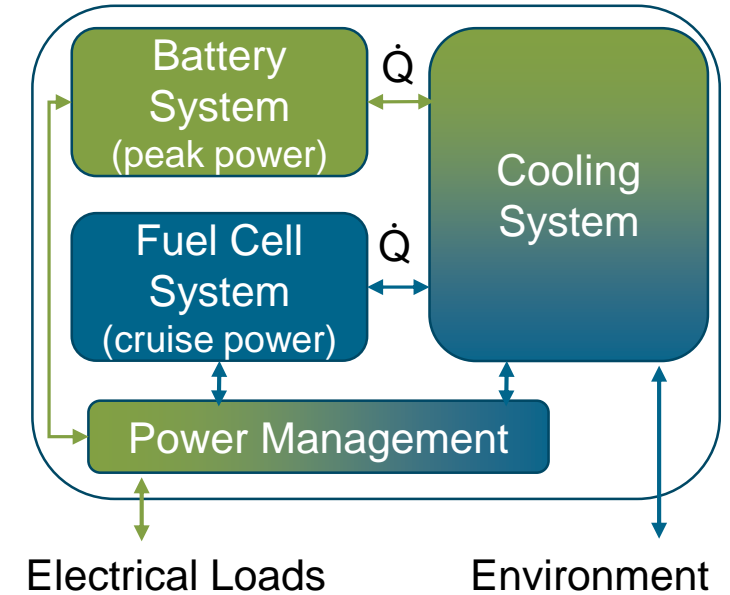 Battery
System
(peak power)
Q̇
Cooling
System
Fuel Cell
System
(cruise power)
Q̇
Power Management
Electrical Loads
Environment